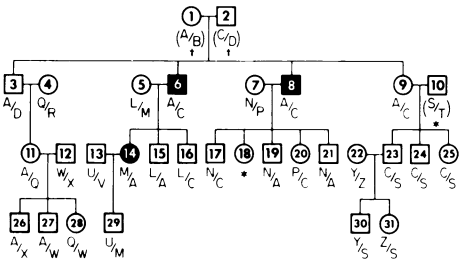 1 2
(A/B) (C/D)
↑ ↑
3 4 5 6 7 8 9 10
A/D Q/R L/M A/C N/P A/C A/C (S/T)
*
11 12 13 14 15 16 17 18 19 20 21 22 23 24 25
A/Q W/X U/V M/A L/A L/C N/C * N/A P/C N/A Y/Z C/S C/S C/S
26 27 28 29 30 31
A/X A/W Q/W U/M Y/S Z/S